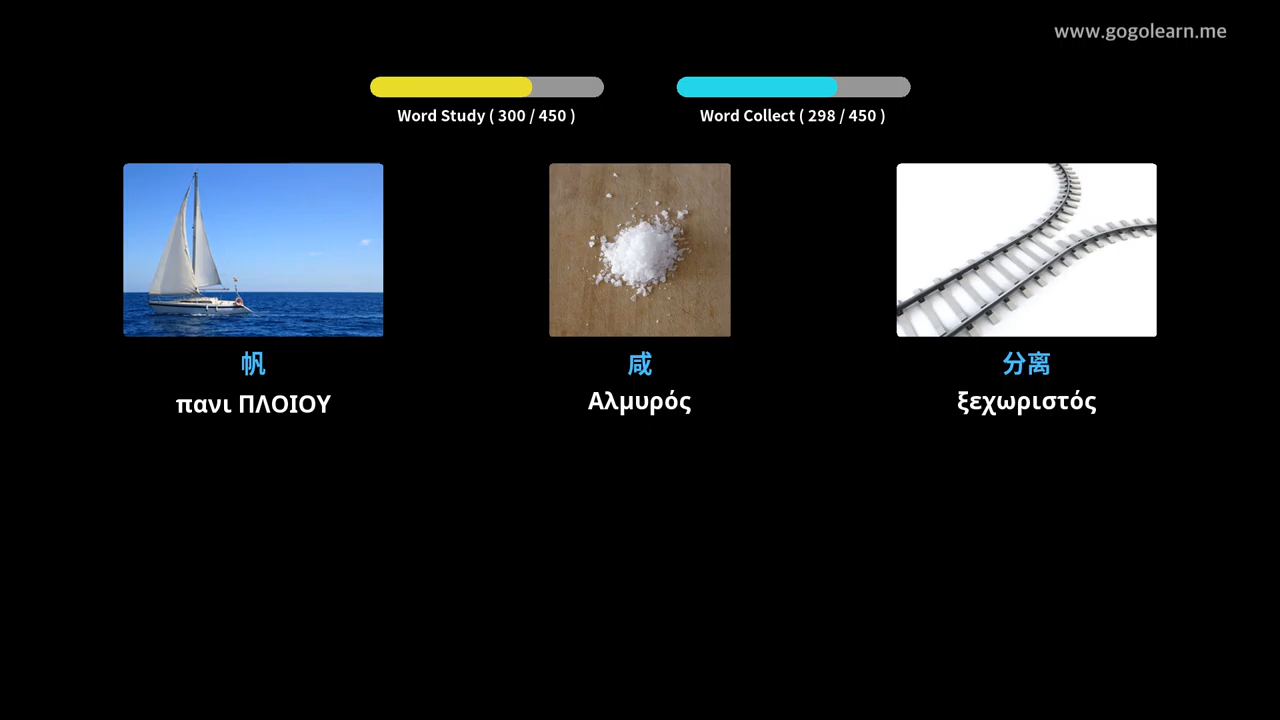 www.gogolearn.me
Word Study ( 300 / 450 )
Word Collect ( 298 / 450 )
帆
咸
分离
πανι ΠΛΟΙΟΥ
Αλμυρός
ξεχωριστός